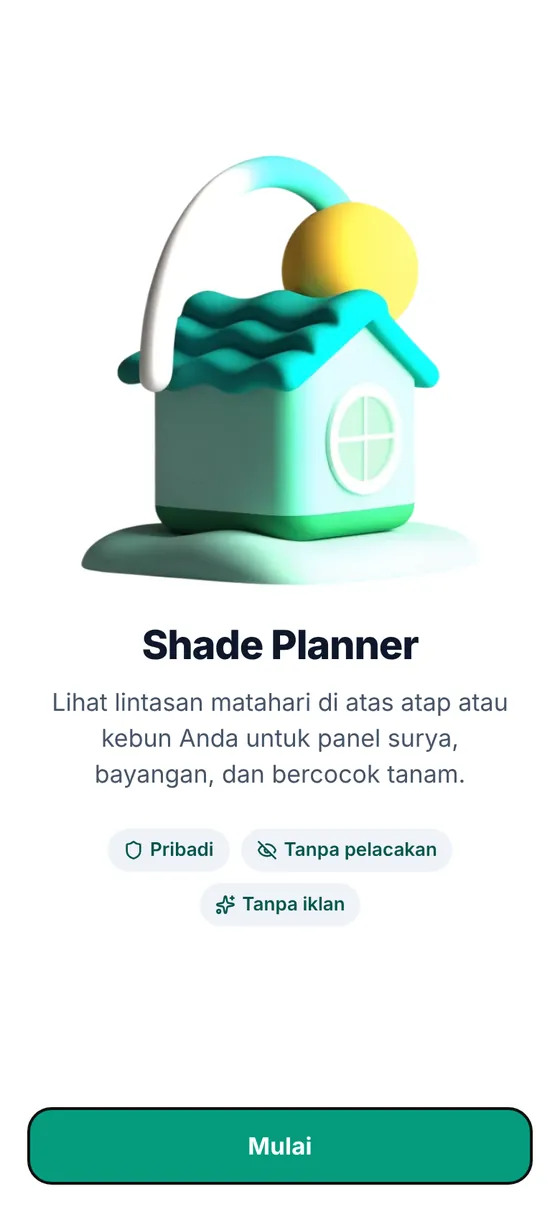 Shade Planner
Lihat lintasan matahari di atas atap atau
kebun Anda untuk panel surya,
bayangan, dan bercocok tanam.
Pribadi
Tanpa pelacakan
Tanpa iklan
Mulai